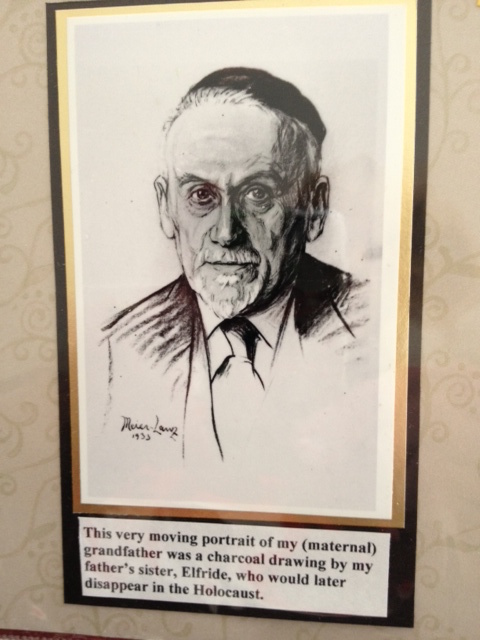 This very moving portrait of my (maternal)
grandfather was a charcoal drawing by my
father's sister, Elfride, who would later
disappear in the Holocaust.